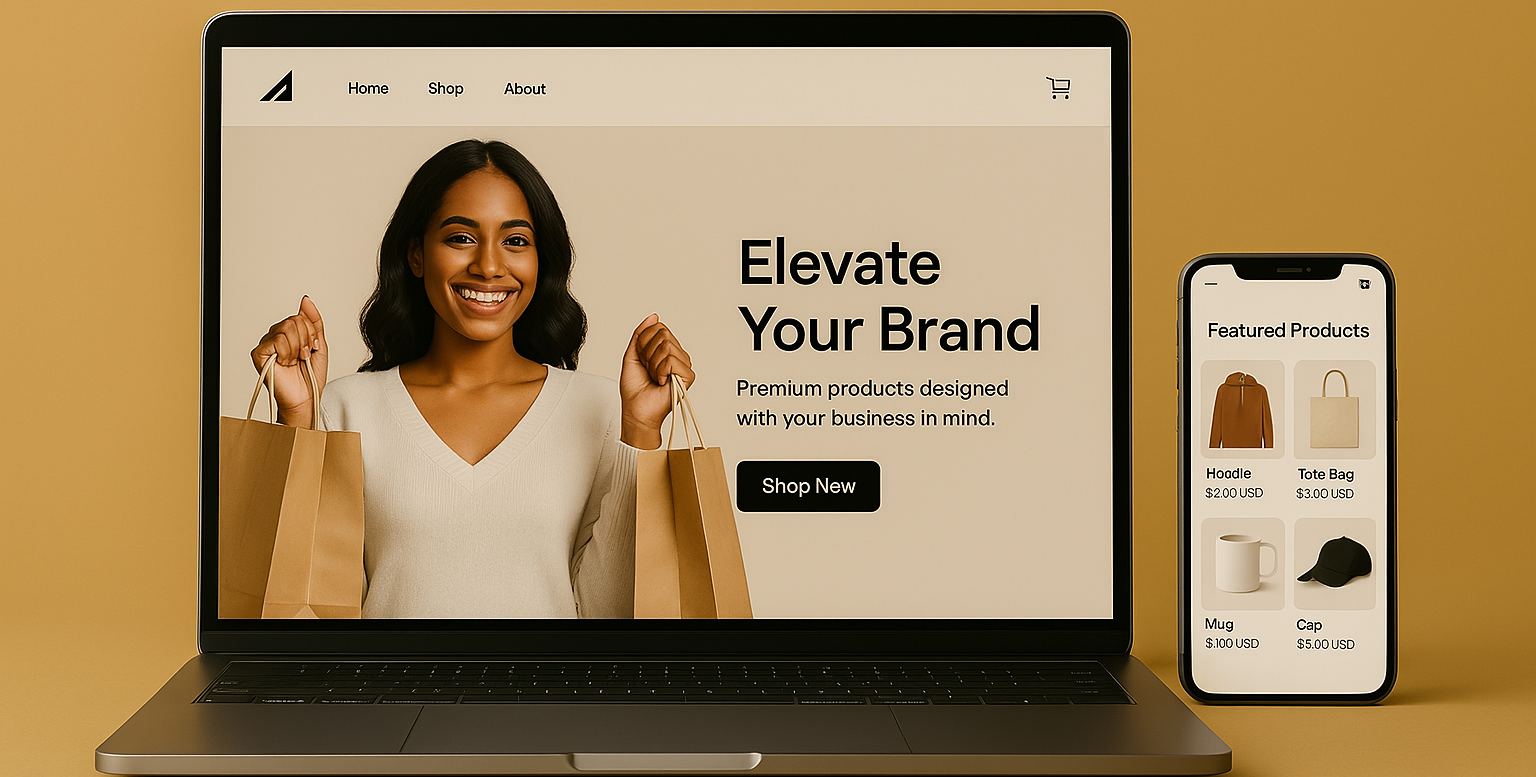 Home Shop About
Elevate
Your Brand
Premium products designed
with your business in mind.
Shop New
Featured Products
Hoodle Tote Bag
$2.00 USD $3.00 USD
Mug Cap
$.100 USD $5.00 USD